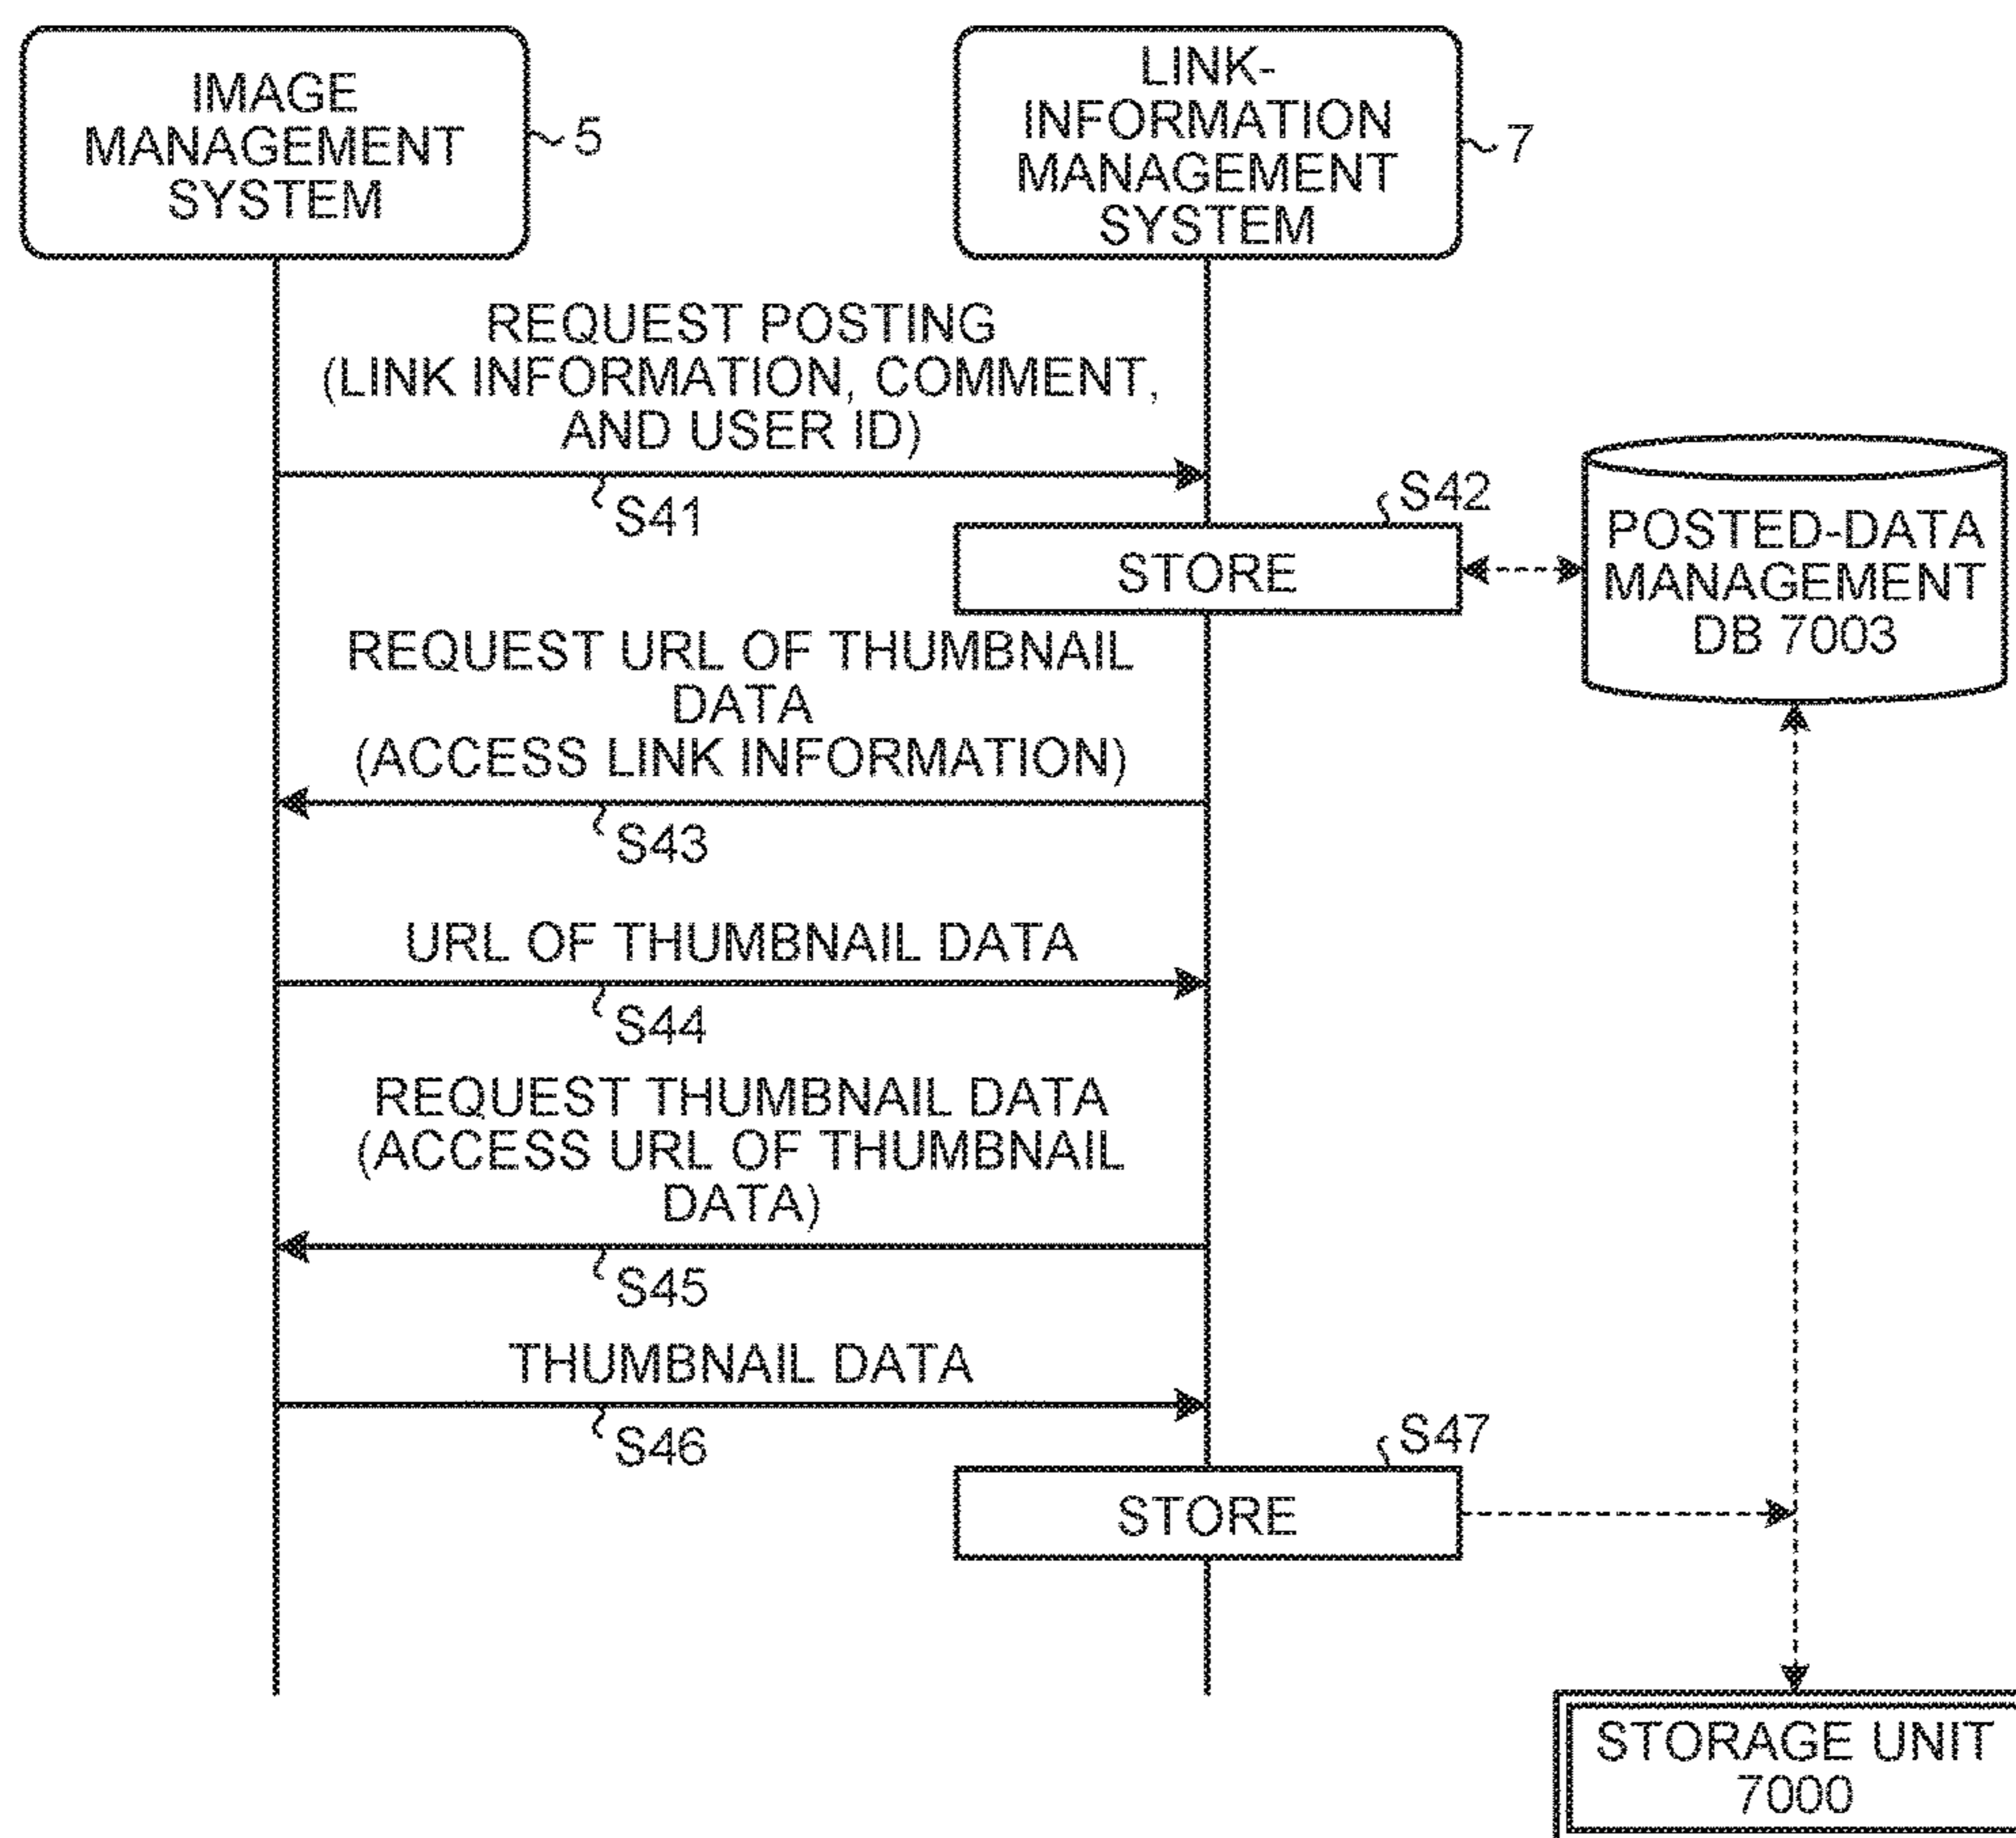 IMAGE
MANAGEMENT
SYSTEM
5
LINK-
INFORMATION
MANAGEMENT
SYSTEM
7
REQUEST POSTING
(LINK INFORMATION, COMMENT,
AND USER ID)
S41
S42
STORE
POSTED-DATA
MANAGEMENT
DB 7003
REQUEST URL OF THUMBNAIL
DATA
(ACCESS LINK INFORMATION)
S43
URL OF THUMBNAIL DATA
S44
REQUEST THUMBNAIL DATA
(ACCESS URL OF THUMBNAIL
DATA)
S45
THUMBNAIL DATA
S46
S47
STORE
STORAGE UNIT
7000